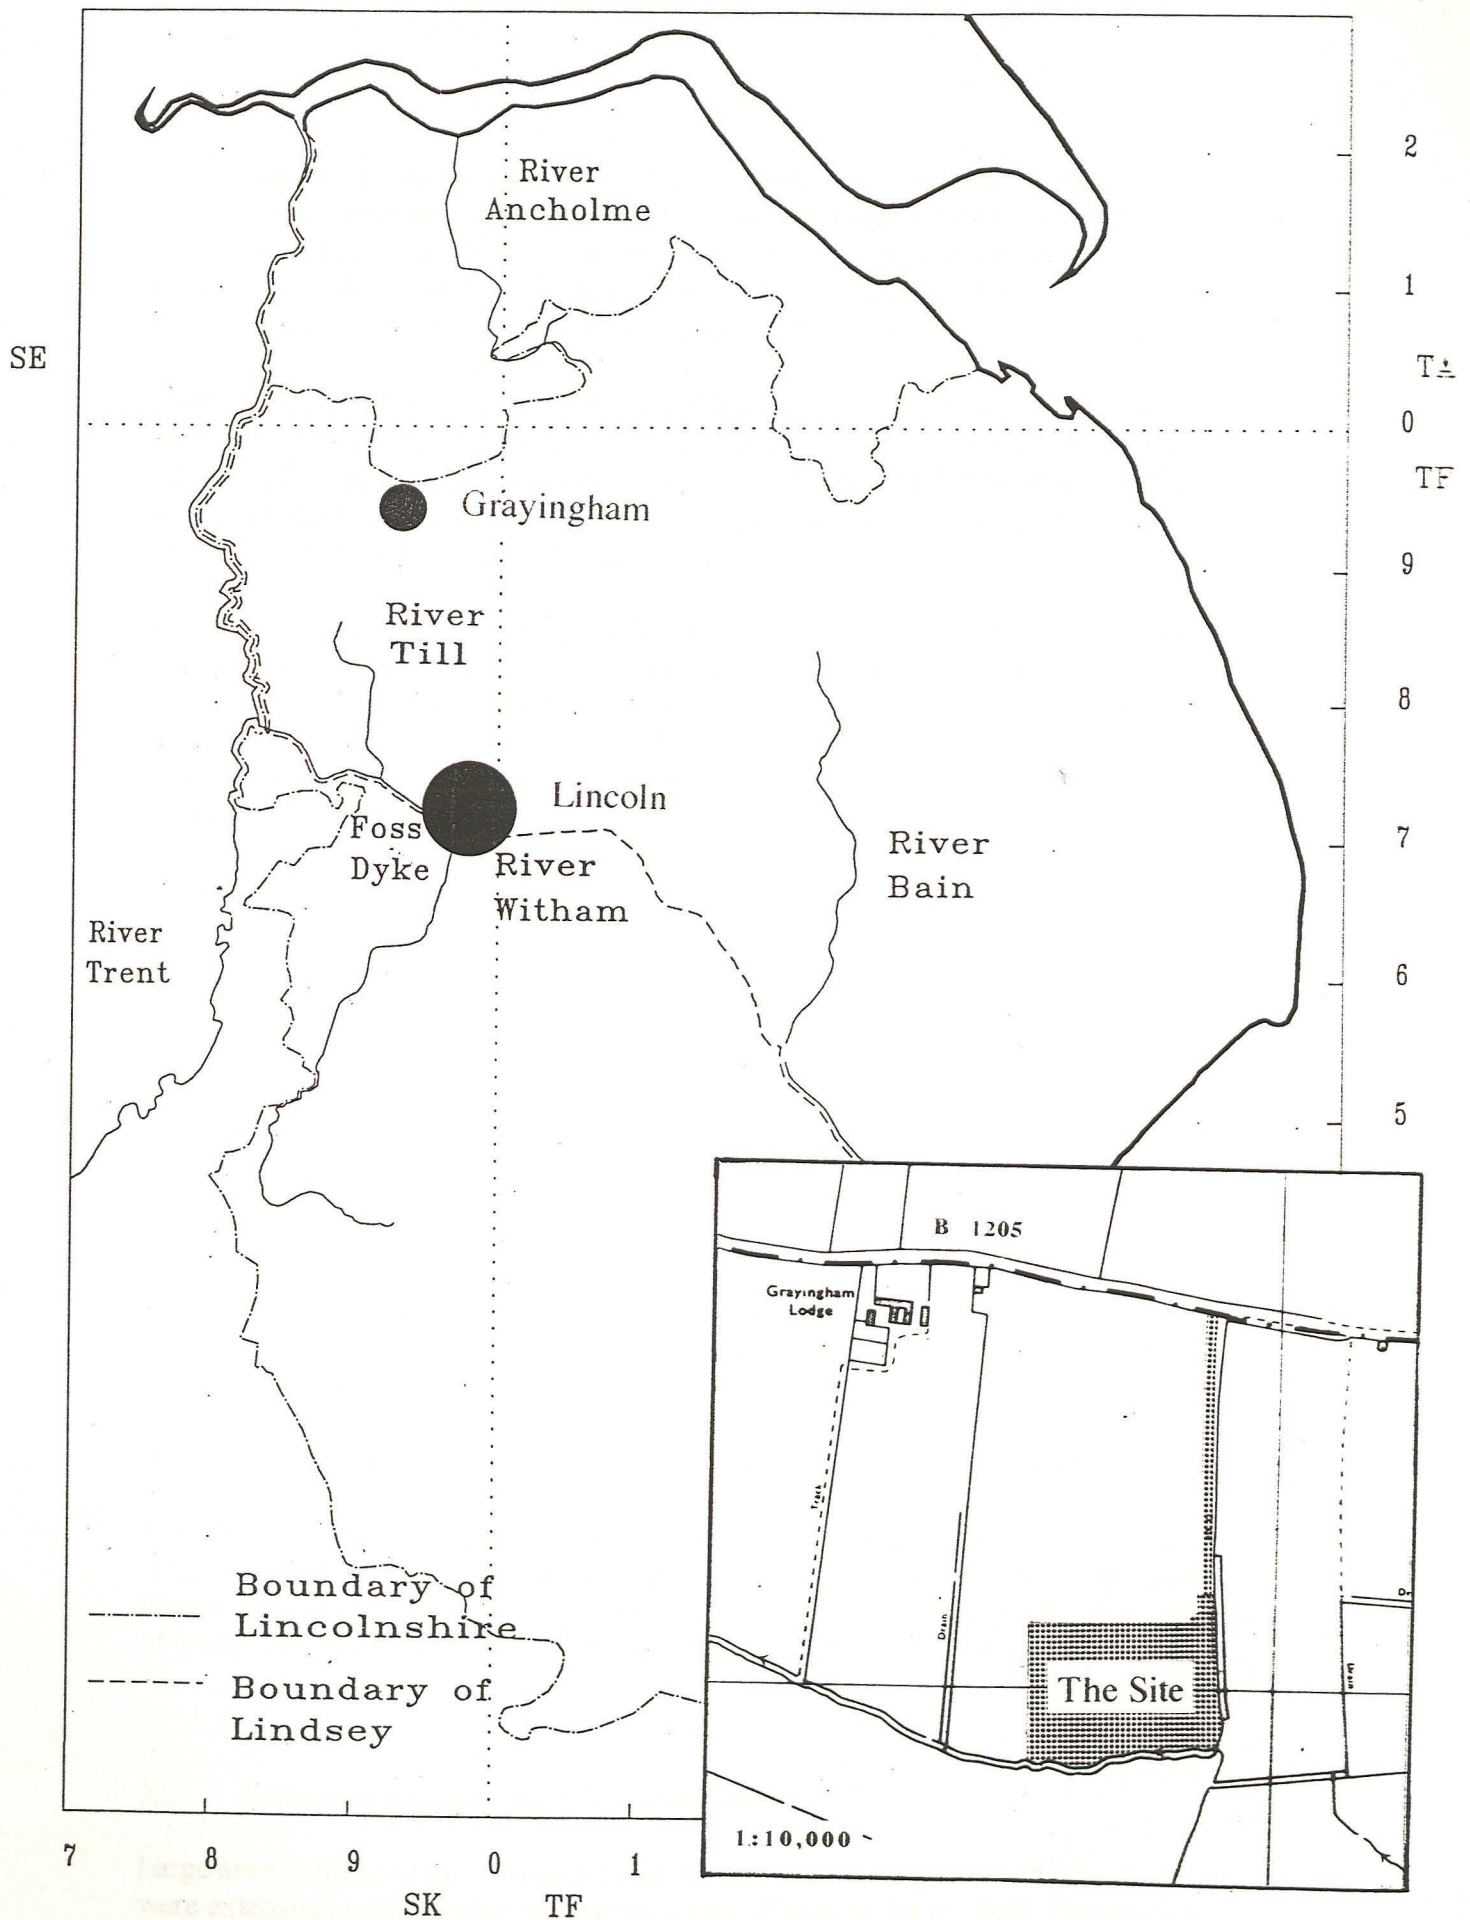 River
Ancholme
2
1
SE
TA
0
TF
Grayingham
9
River
Till
8
Lincoln
Foss
Dyke
7
River
Bain
River
Witham
River
Trent
6
5
B 1205
Grayingham
Lodge
Track
Drain
The Site
Drain
1:10,000
Boundary of
Lincolnshire
Boundary of
Lindsey
7 8 9 0 1
SK TF
were